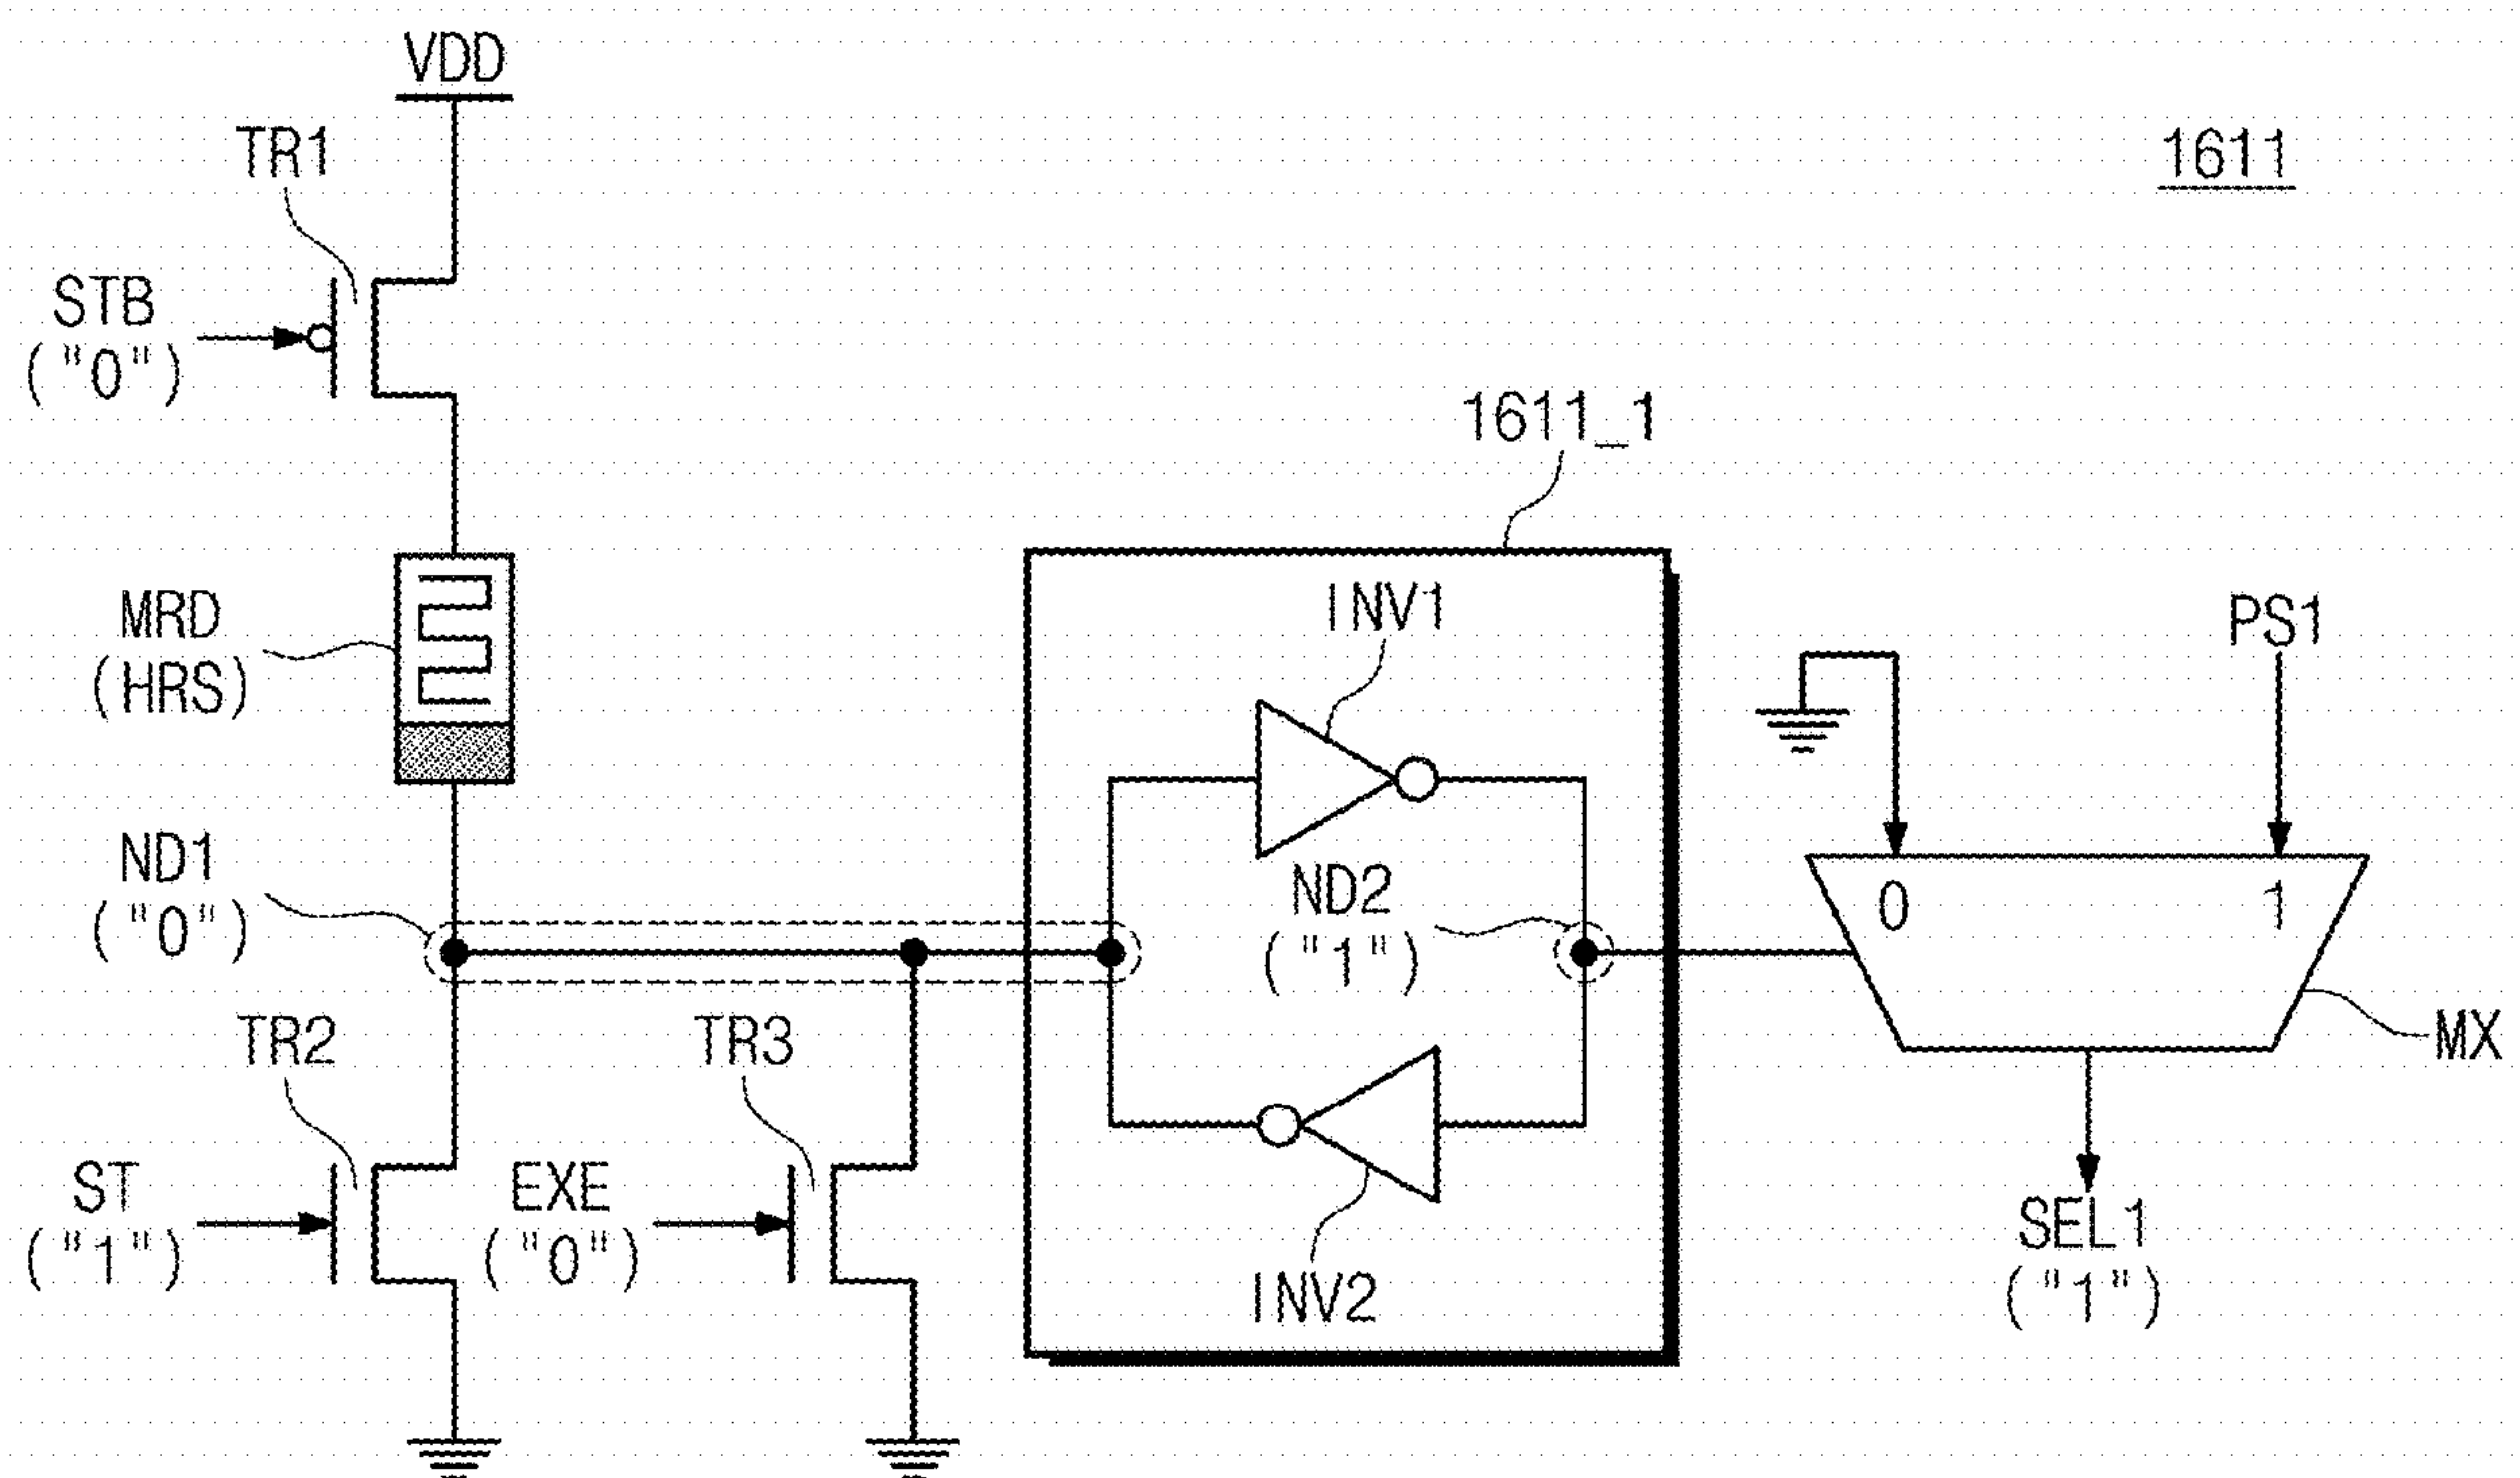 VDD
TR1
1611
STB
("0")
1611_1
MRD
(HRS)
INV1
PS1
ND1
("0")
ND2
("1")
0
1
TR2
TR3
MX
ST
("1")
EXE
("0")
INV2
SEL1
("1")